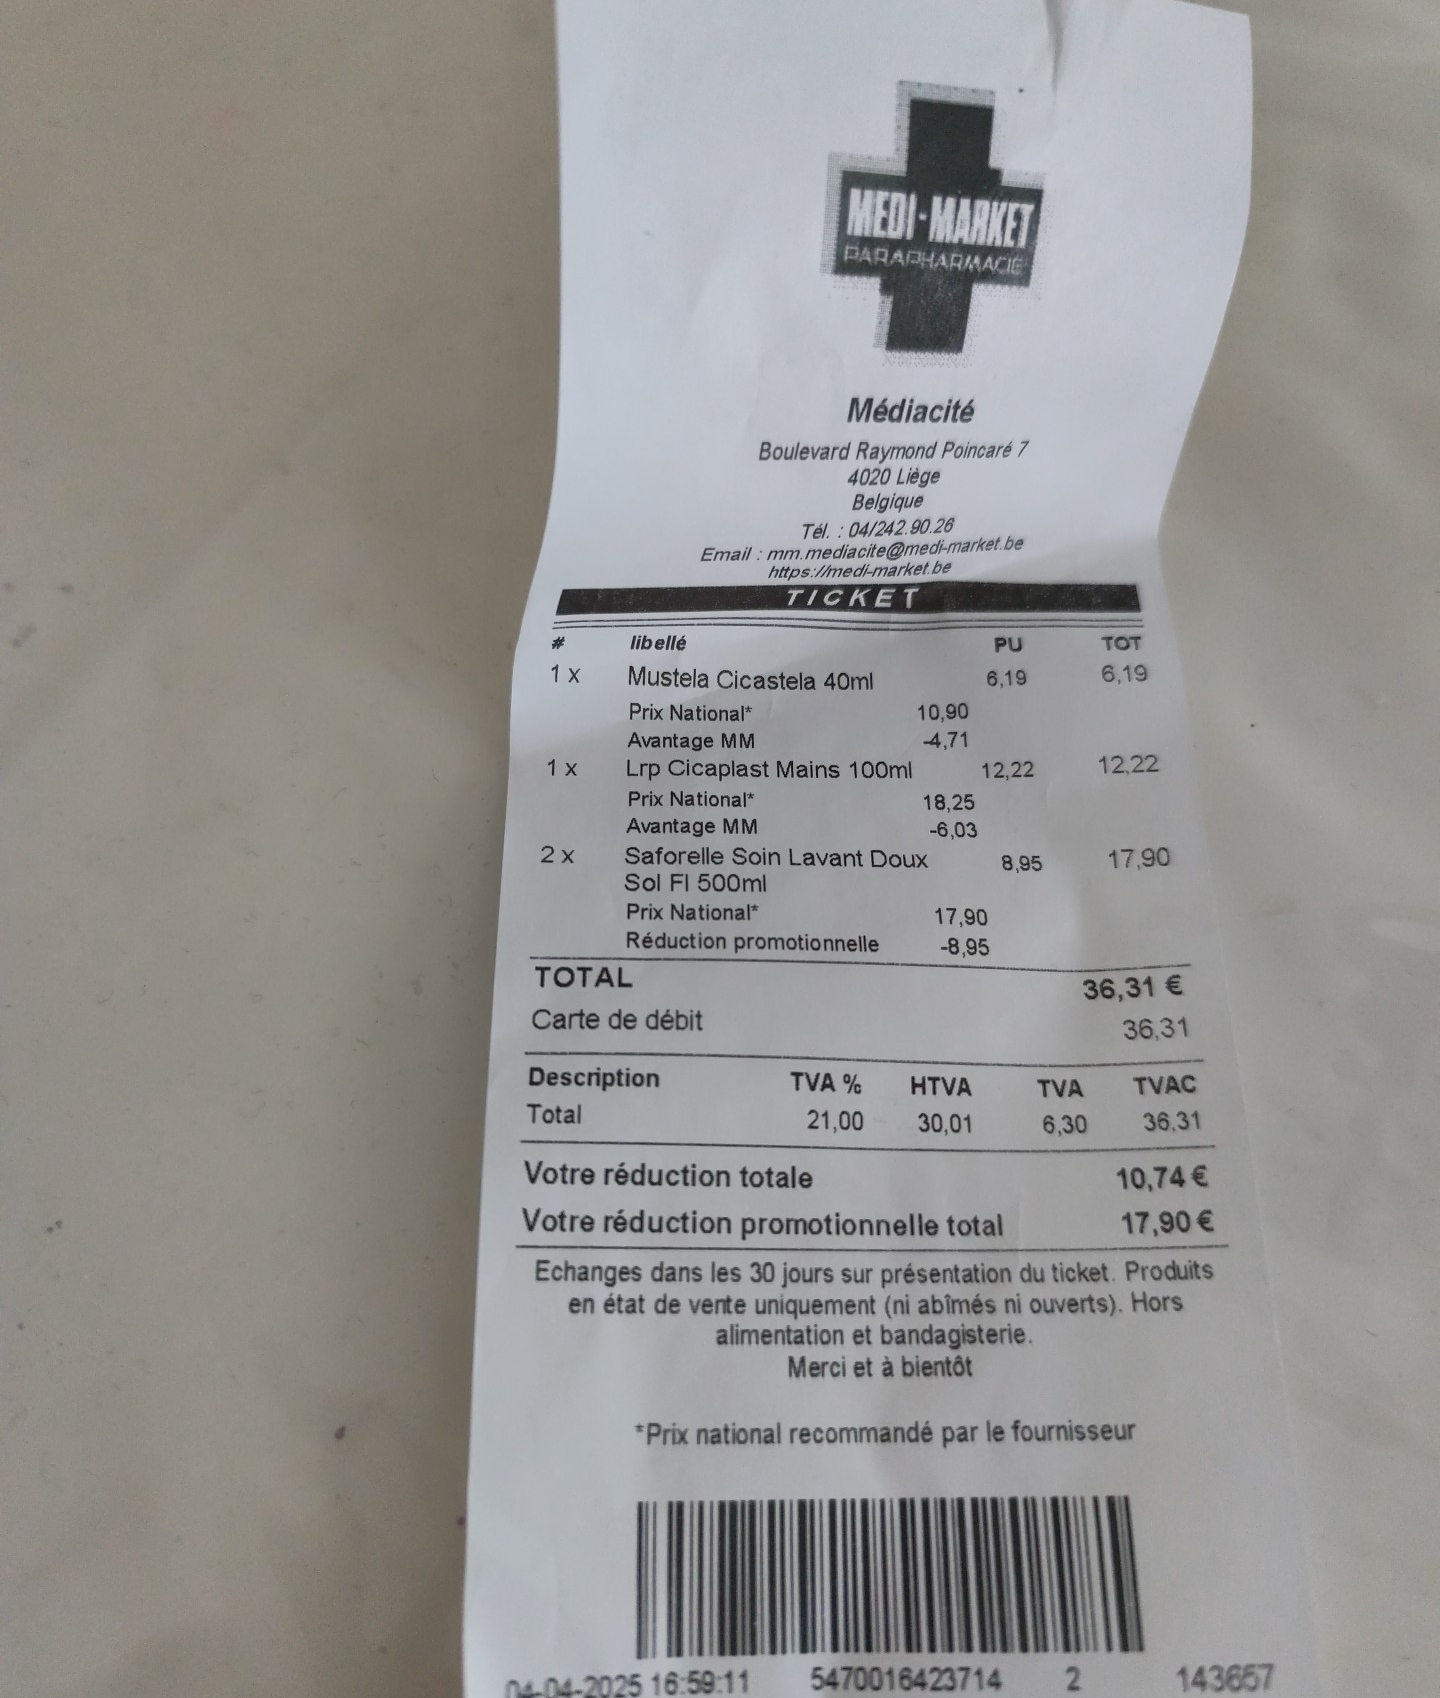 MEDI-MARKET
PARAPHARMACIE
Médiacité
Boulevard Raymond Poincaré 7
4020 Liège
Belgique
Tél. : 04/242.90.26
Email : mm.mediacite@medi-market.be
https://medi-market.be
TICKET
# libellé PU TOT
1 x Mustela Cicastela 40ml 6,19 6,19
Prix National* 10,90
Avantage MM -4,71
1 x Lrp Cicaplast Mains 100ml 12,22 12,22
Prix National* 18,25
Avantage MM -6,03
2 x Saforelle Soin Lavant Doux 8,95 17,90
Sol Fl 500ml
Prix National* 17,90
Réduction promotionnelle -8,95
TOTAL 36,31 €
Carte de débit 36,31
Description TVA % HTVA TVA TVAC
Total 21,00 30,01 6,30 36,31
Votre réduction totale 10,74 €
Votre réduction promotionnelle total 17,90 €
Echanges dans les 30 jours sur présentation du ticket. Produits
en état de vente uniquement (ni abîmés ni ouverts). Hors
alimentation et bandagisterie.
Merci et à bientôt
*Prix national recommandé par le fournisseur
04-04-2025 16:59:11 5470016423714 2 143657